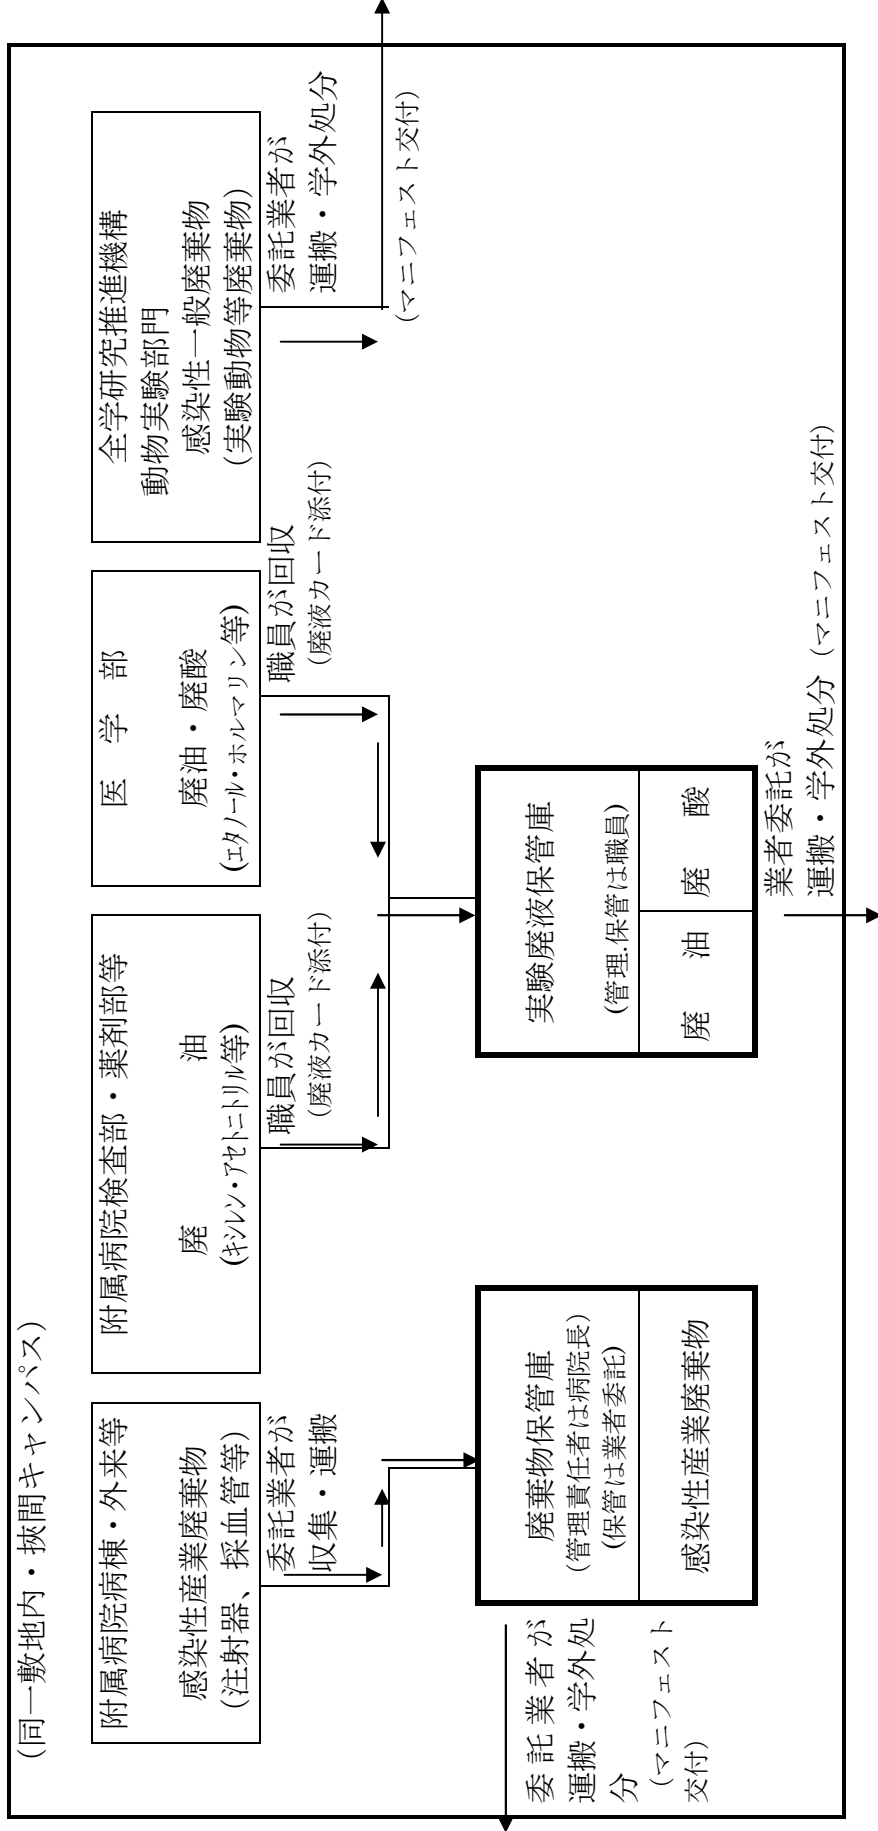 (同一敷地内・挾間キャンパス)
附属病院病棟・外来等
感染性産業廃棄物
(注射器、採血管等)
委託業者が
収集・運搬
附属病院検査部・薬剤部等
廃　　油
(ｷｼﾚﾝ・ｱｾﾄﾆﾄﾘﾙ等)
職員が回収
(廃液カード添付)
医　学　部
廃油・廃酸
(ｴﾀﾉｰﾙ・ホルマリン等)
職員が回収
(廃液カード添付)
全学研究推進機構
動物実験部門
感染性一般廃棄物
(実験動物等廃棄物)
委託業者が
運搬・学外処分
(マニフェスト交付)
廃棄物保管庫
(管理責任者は病院長)
(保管は業者委託)
感染性産業廃棄物
委託業者が
運搬・学外処
分　(マニフェスト
交付)
実験廃液保管庫
(管理.保管は職員)
廃　油
廃　酸
業者委託が
運搬・学外処分 (マニフェスト交付)